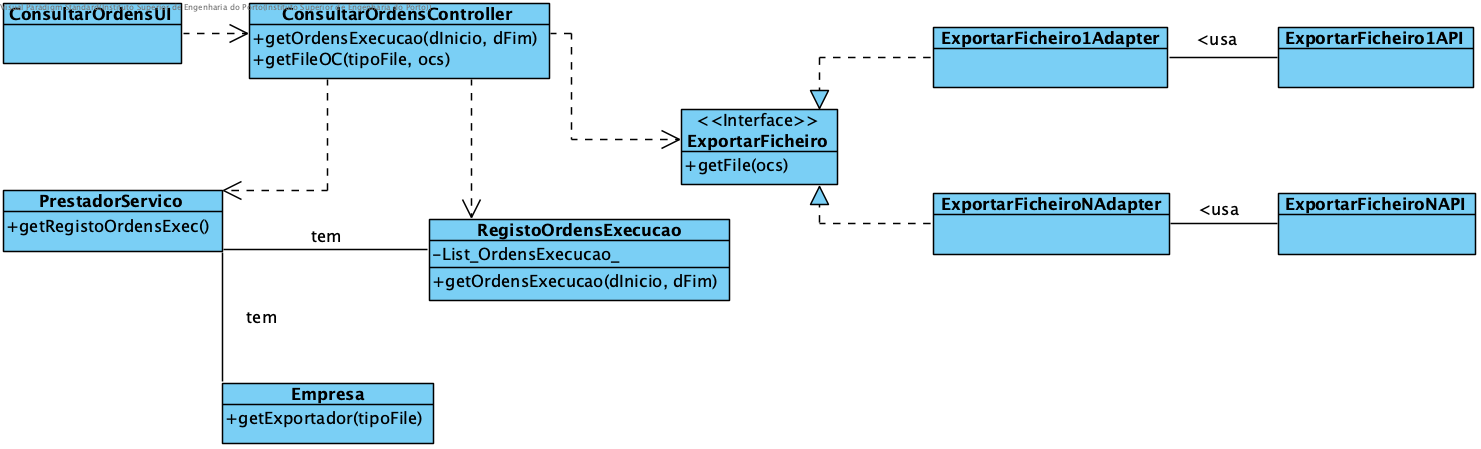 Visual Paradigm Standard(Instituto Superior de Engenharia do Porto(Instituto Superior de Engenharia do Porto))
ConsultarOrdensUI
ConsultarOrdensController
+getOrdensExecucao(dInicio, dFim)
+getFileOC(tipoFile, ocs)
ExportarFicheiro1Adapter
<usa
ExportarFicheiro1API
<<Interface>>
ExportarFicheiro
+getFile(ocs)
PrestadorServico
+getRegistoOrdensExec()
tem
RegistoOrdensExecucao
-List_OrdensExecucao_
+getOrdensExecucao(dInicio, dFim)
ExportarFicheiroNAdapter
<usa
ExportarFicheiroNAPI
tem
Empresa
+getExportador(tipoFile)